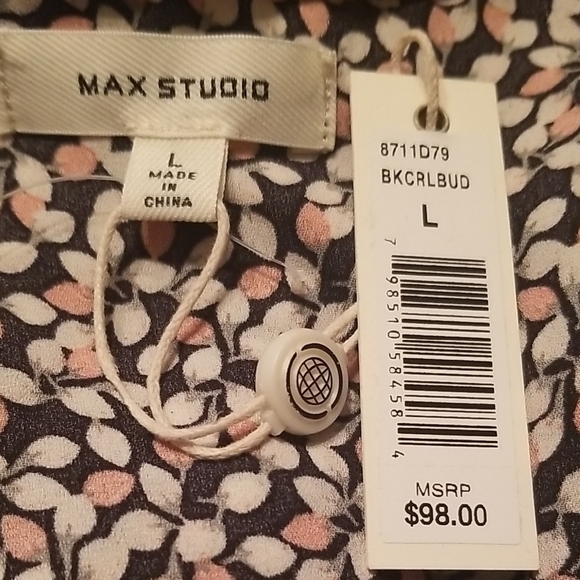 MAX STUDIO
L
MADE
IN
CHINA
8711D79
BKCRLBUD
L
7 98510 58458 4
MSRP
$98.00